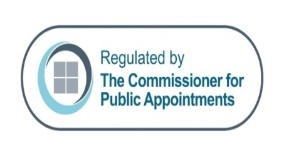 Regulated by
The Commissioner for
Public Appointments